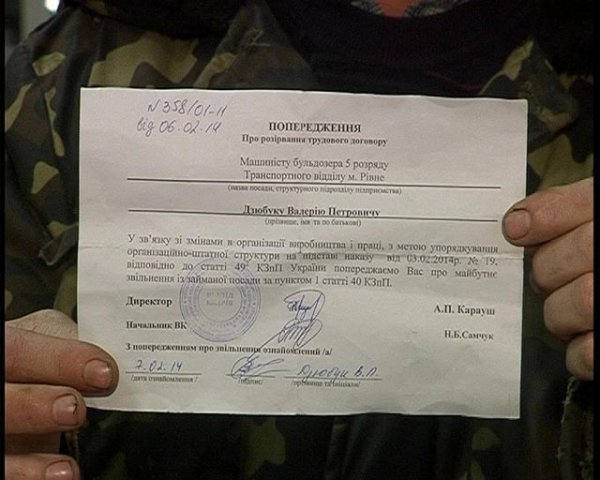 N 358/01-11
від 06.02.14
ПОПЕРЕДЖЕННЯ
Про розірвання трудового договору
Машиністу бульдозера 5 розряду
Транспортного відділу м. Рівне
(назва посади, структурного підрозділу підприємства)
Дзюбуку Валерію Петровичу
(прізвище, імя та по батькові)
У зв'язку зі змінами в організації виробництва і праці, з метою упорядкування
організаційно-штатної структури на підставі наказу від 03.02.2014р. № 19,
відповідно до статті 49 КЗпП України попереджаємо Вас про майбутнє
звільнення із займаної посади за пунктом 1 статті 40 КЗпП.
Директор А.П. Карауш
Начальник ВК Н.Б.Самчук
З попередженням про звільнення ознайомлений /а/
7.02.14 Дзюбук В.П.
/дата ознайомлення / /підпис/ /прізвище та ініціали/